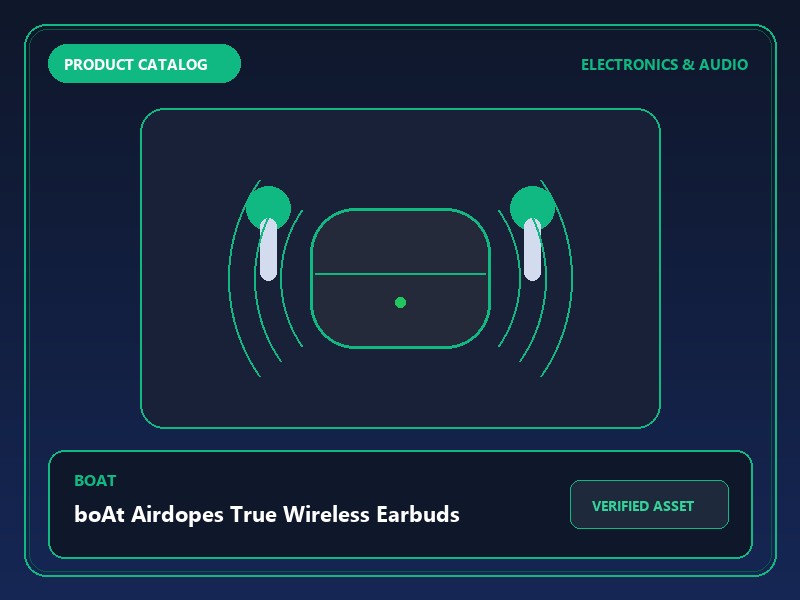 PRODUCT CATALOG
ELECTRONICS & AUDIO
BOAT
boAt Airdopes True Wireless Earbuds
VERIFIED ASSET